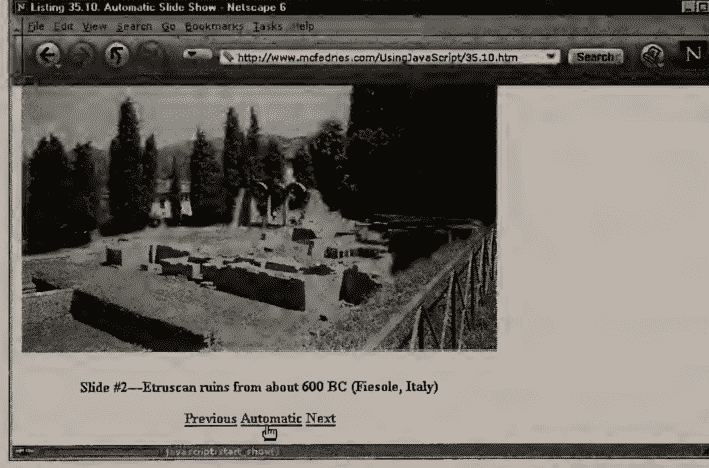 Listing 35.10. Automatic Slide Show - Netscape 6
File Edit View Search Go Bookmarks Tasks Help
http://www.mcfedries.com/UsingJavaScript/35.10.htm Search N
Slide #2—Etruscan ruins from about 600 BC (Fiesole, Italy)
Previous Automatic Next
javascript:start_show()